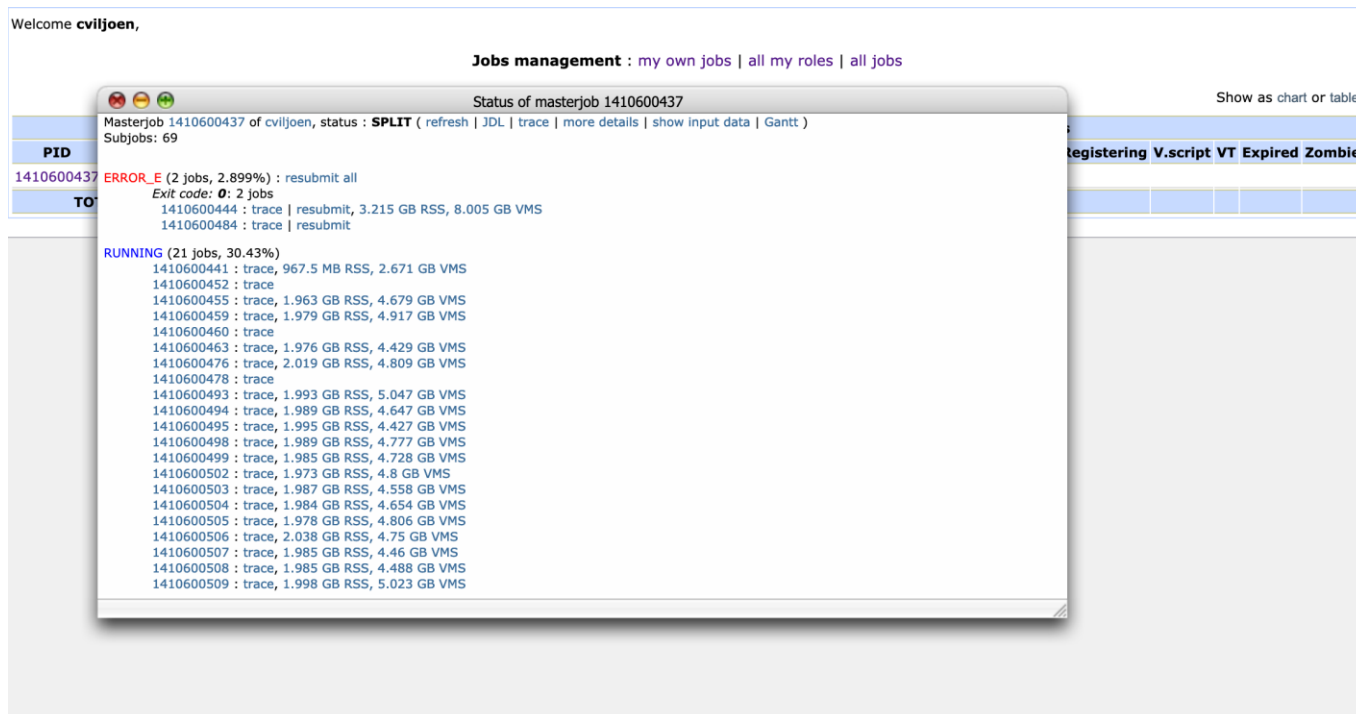 Welcome cviljoen,
Jobs management : my own jobs | all my roles | all jobs
Show as chart or table
Status of masterjob 1410600437
Masterjob 1410600437 of cviljoen, status : SPLIT ( refresh | JDL | trace | more details | show input data | Gantt )
Subjobs: 69
PID
Registering V.script VT Expired Zombie
1410600437
ERROR_E (2 jobs, 2.899%) : resubmit all
Exit code: 0: 2 jobs
1410600444 : trace | resubmit, 3.215 GB RSS, 8.005 GB VMS
1410600484 : trace | resubmit
RUNNING (21 jobs, 30.43%)
1410600441 : trace, 967.5 MB RSS, 2.671 GB VMS
1410600452 : trace
1410600455 : trace, 1.963 GB RSS, 4.679 GB VMS
1410600459 : trace, 1.979 GB RSS, 4.917 GB VMS
1410600460 : trace
1410600463 : trace, 1.976 GB RSS, 4.429 GB VMS
1410600476 : trace, 2.019 GB RSS, 4.809 GB VMS
1410600478 : trace
1410600493 : trace, 1.993 GB RSS, 5.047 GB VMS
1410600494 : trace, 1.989 GB RSS, 4.647 GB VMS
1410600495 : trace, 1.995 GB RSS, 4.427 GB VMS
1410600498 : trace, 1.989 GB RSS, 4.777 GB VMS
1410600499 : trace, 1.985 GB RSS, 4.728 GB VMS
1410600502 : trace, 1.973 GB RSS, 4.8 GB VMS
1410600503 : trace, 1.987 GB RSS, 4.558 GB VMS
1410600504 : trace, 1.984 GB RSS, 4.654 GB VMS
1410600505 : trace, 1.978 GB RSS, 4.806 GB VMS
1410600506 : trace, 2.038 GB RSS, 4.75 GB VMS
1410600507 : trace, 1.985 GB RSS, 4.46 GB VMS
1410600508 : trace, 1.985 GB RSS, 4.488 GB VMS
1410600509 : trace, 1.998 GB RSS, 5.023 GB VMS